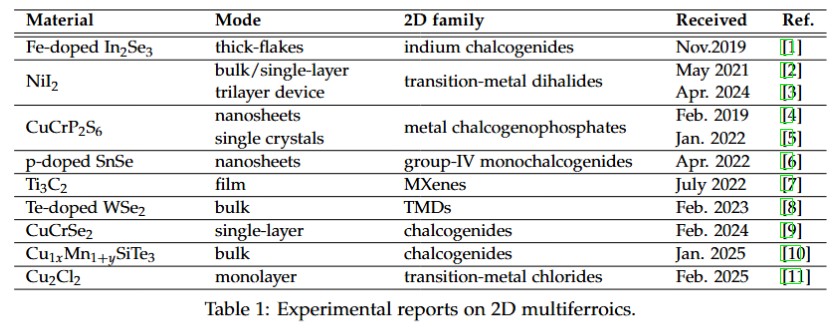 Material Mode 2D family Received Ref.
Fe-doped In₂Se₃ thick-flakes indium chalcogenides Nov.2019 [1]
NiI₂ bulk/single-layer transition-metal dihalides May 2021 [2]
trilayer device Apr. 2024 [3]
CuCrP₂S₆ nanosheets metal chalcogenophosphates Feb. 2019 [4]
single crystals Jan. 2022 [5]
p-doped SnSe nanosheets group-IV monochalcogenides Apr. 2022 [6]
Ti₃C₂ film MXenes July 2022 [7]
Te-doped WSe₂ bulk TMDs Feb. 2023 [8]
CuCrSe₂ single-layer chalcogenides Feb. 2024 [9]
Cu₁ₓMn₁₊ᵧSiTe₃ bulk chalcogenides Jan. 2025 [10]
Cu₂Cl₂ monolayer transition-metal chlorides Feb. 2025 [11]
Table 1: Experimental reports on 2D multiferroics.